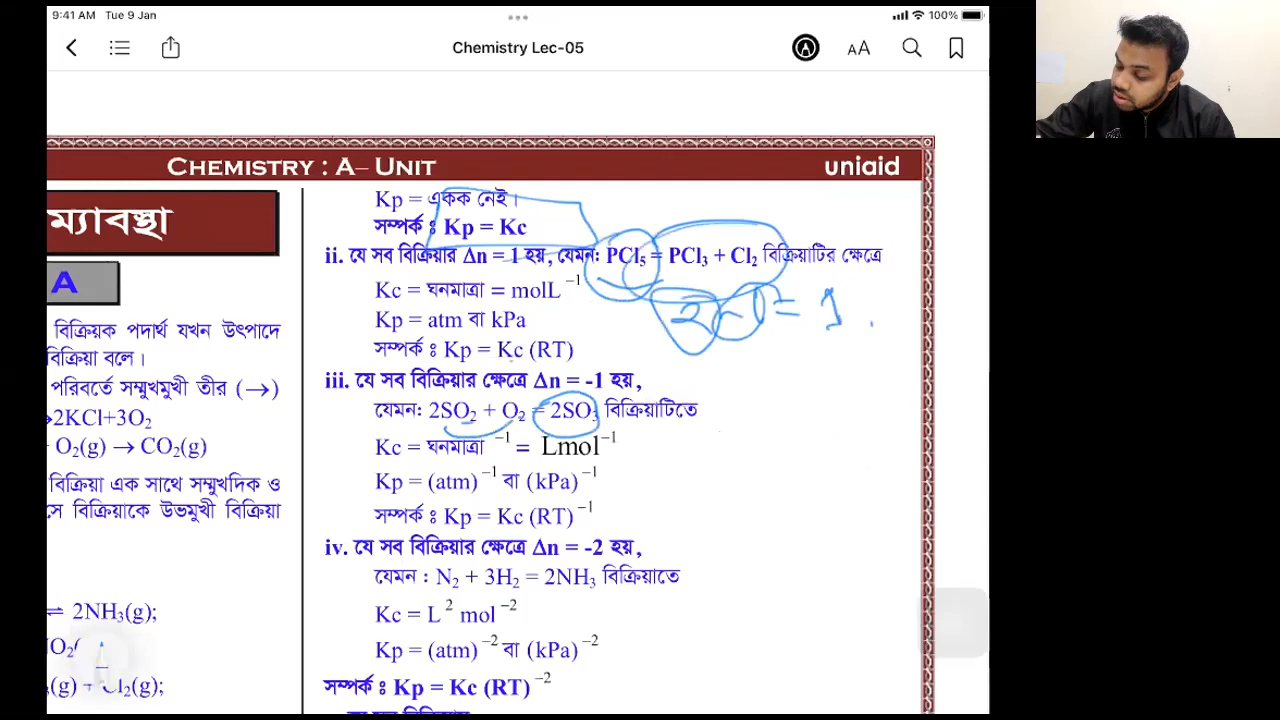 9:41 AM Tue 9 Jan
100%
Chemistry Lec-05
AA
CHEMISTRY : A– UNIT
uniaid
ম্যাবস্থা
A
বিক্রিয়ক পদার্থ যখন উৎপাদে
বিক্রিয়া বলে।
পরিবর্তে সম্মুখমুখী তীর (→)
→2KCl+3O₂
+ O₂(g) → CO₂(g)
বিক্রিয়া এক সাথে সম্মুখদিক ও
সে বিক্রিয়াকে উভমুখী বিক্রিয়া
⇌ 2NH₃(g);
(g) + Cl₂(g);
Kp = একক নেই।
সম্পর্ক : Kp = Kc
ii. যে সব বিক্রিয়ার Δn = 1 হয়, যেমন: PCl₅ = PCl₃ + Cl₂ বিক্রিয়াটির ক্ষেত্রে
Kc = ঘনমাত্রা = molL⁻¹
2-1 = 1
Kp = atm বা kPa
সম্পর্ক : Kp = Kc (RT)
iii. যে সব বিক্রিয়ার ক্ষেত্রে Δn = -1 হয়,
যেমন: 2SO₂ + O₂ = 2SO₃ বিক্রিয়াটিতে
Kc = ঘনমাত্রা⁻¹ = Lmol⁻¹
Kp = (atm)⁻¹ বা (kPa)⁻¹
সম্পর্ক : Kp = Kc (RT)⁻¹
iv. যে সব বিক্রিয়ার ক্ষেত্রে Δn = -2 হয়,
যেমন : N₂ + 3H₂ = 2NH₃ বিক্রিয়াতে
Kc = L² mol⁻²
Kp = (atm)⁻² বা (kPa)⁻²
সম্পর্ক : Kp = Kc (RT)⁻²